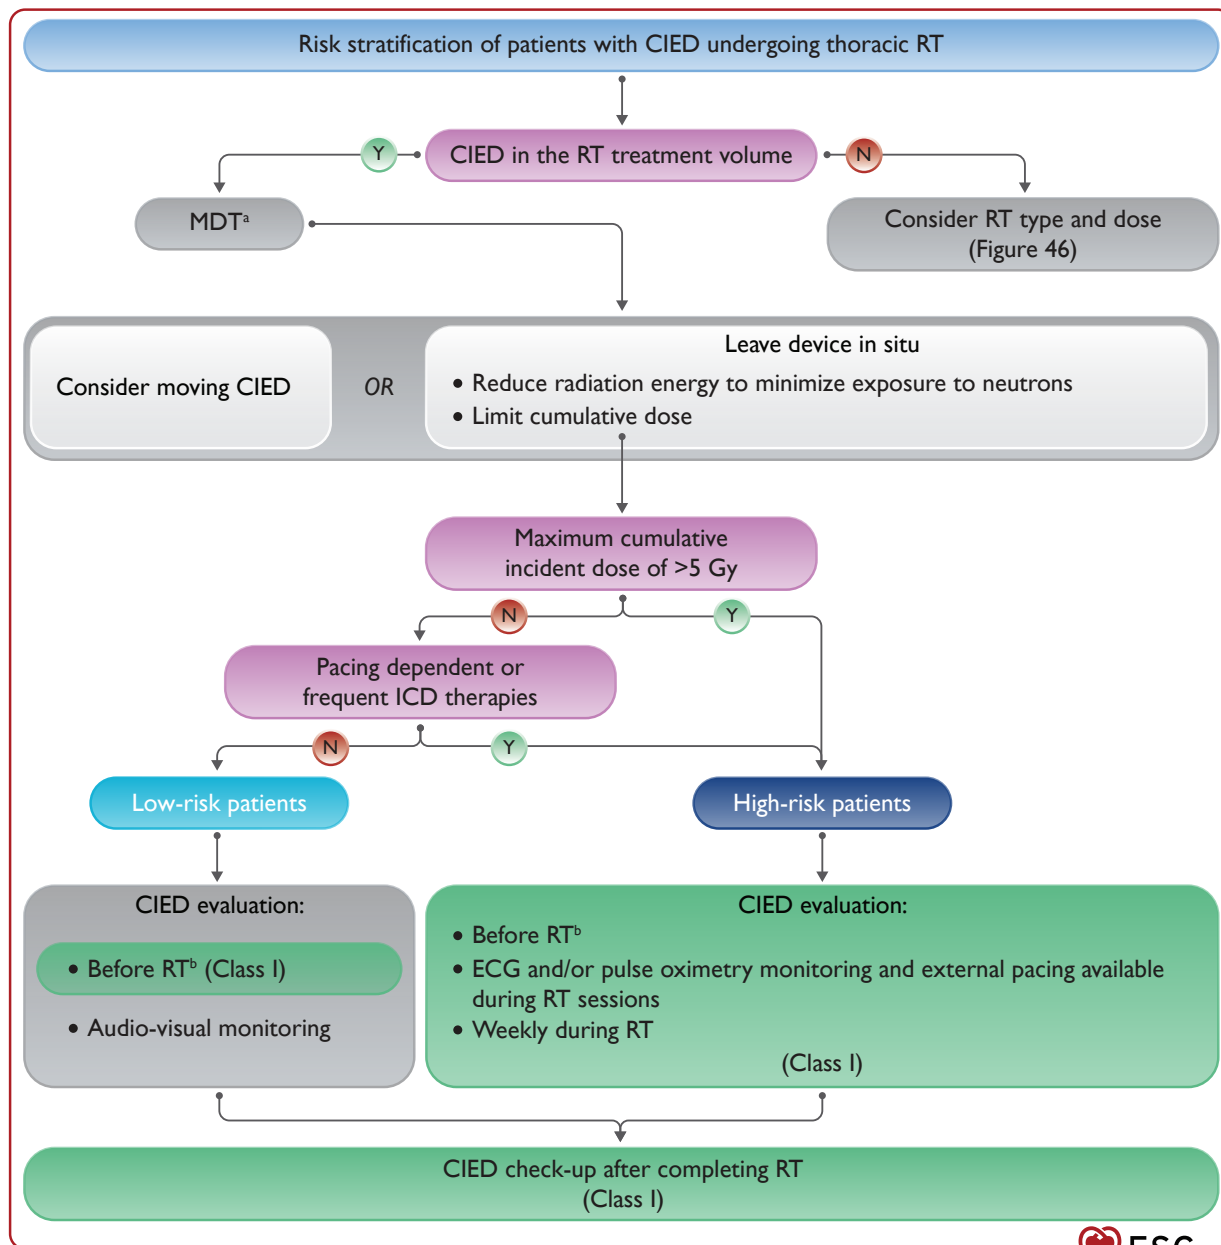 Risk stratification of patients with CIED undergoing thoracic RT
CIED in the RT treatment volume
Y
N
MDTᵃ
Consider RT type and dose
(Figure 46)
Consider moving CIED
OR
Leave device in situ
• Reduce radiation energy to minimize exposure to neutrons
• Limit cumulative dose
Maximum cumulative
incident dose of >5 Gy
N
Y
Pacing dependent or
frequent ICD therapies
N
Y
Low-risk patients
High-risk patients
CIED evaluation:
• Before RTᵇ (Class I)
• Audio-visual monitoring
CIED evaluation:
• Before RTᵇ
• ECG and/or pulse oximetry monitoring and external pacing available
during RT sessions
• Weekly during RT
(Class I)
CIED check-up after completing RT
(Class I)
ESC